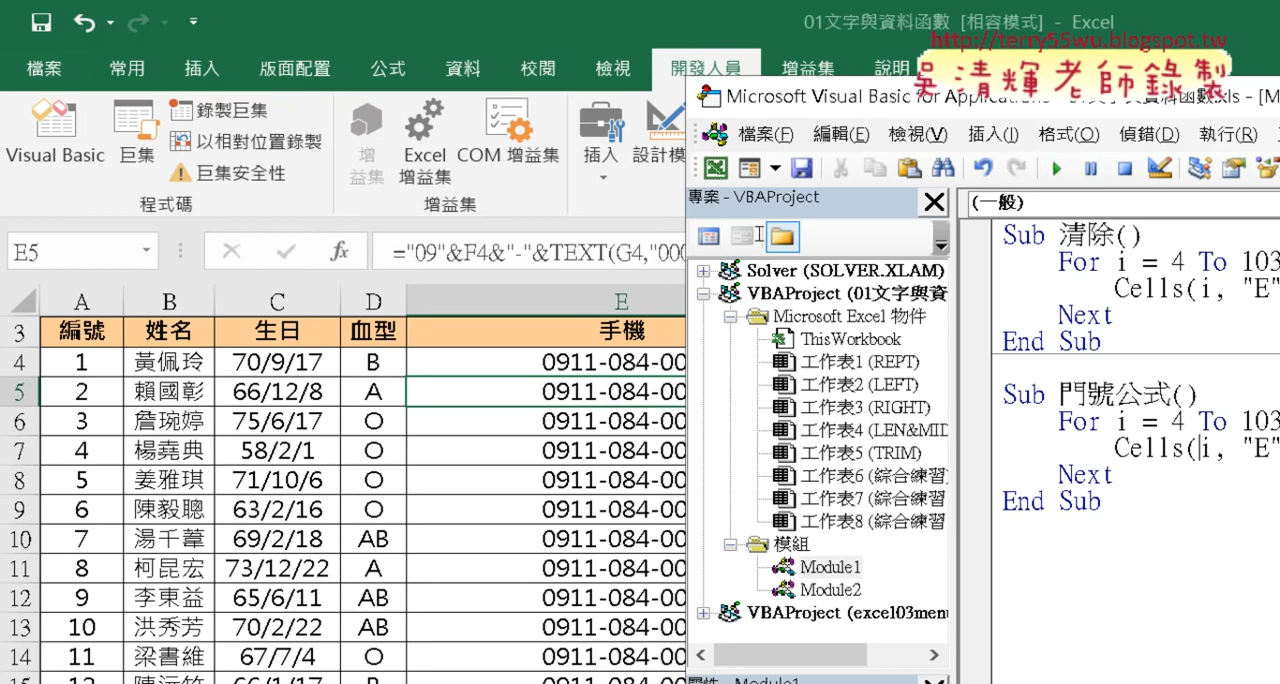 01文字與資料函數 [相容模式] - Excel
http://terry55wu.blogspot.tw
吳清輝老師錄製
檔案 常用 插入 版面配置 公式 資料 校閱 檢視 開發人員 增益集 說明
Visual Basic
巨集
錄製巨集
以相對位置錄製
巨集安全性
程式碼
增益集
Excel 增益集
COM 增益集
增益集
插入
設計模
E5
="09"&F4&"-"&TEXT(G4,"000
A B C D E
3 編號 姓名 生日 血型 手機
4 1 黃佩玲 70/9/17 B 0911-084-00
5 2 賴國彰 66/12/8 A 0911-084-00
6 3 詹琬婷 75/6/17 O 0911-084-00
7 4 楊堯典 58/2/1 O 0911-084-00
8 5 姜雅琪 71/10/6 O 0911-084-00
9 6 陳毅聰 63/2/16 O 0911-084-00
10 7 湯千葦 69/2/18 AB 0911-084-00
11 8 柯昆宏 73/12/22 A 0911-084-00
12 9 李東益 65/6/11 AB 0911-084-00
13 10 洪秀芳 70/2/22 AB 0911-084-00
14 11 梁書維 67/7/4 O 0911-084-00
Microsoft Visual Basic for Applications - 01文字與資料函數.xls - [M
檔案(F) 編輯(E) 檢視(V) 插入(I) 格式(O) 偵錯(D) 執行(R)
專案 - VBAProject
Solver (SOLVER.XLAM)
VBAProject (01文字與資
Microsoft Excel 物件
ThisWorkbook
工作表1 (REPT)
工作表2 (LEFT)
工作表3 (RIGHT)
工作表4 (LEN&MID
工作表5 (TRIM)
工作表6 (綜合練習
工作表7 (綜合練習
工作表8 (綜合練習
模組
Module1
Module2
VBAProject (excel03menu
(一般)
Sub 清除()
For i = 4 To 103
Cells(i, "E"
Next
End Sub
Sub 門號公式()
For i = 4 To 103
Cells(i, "E"
Next
End Sub